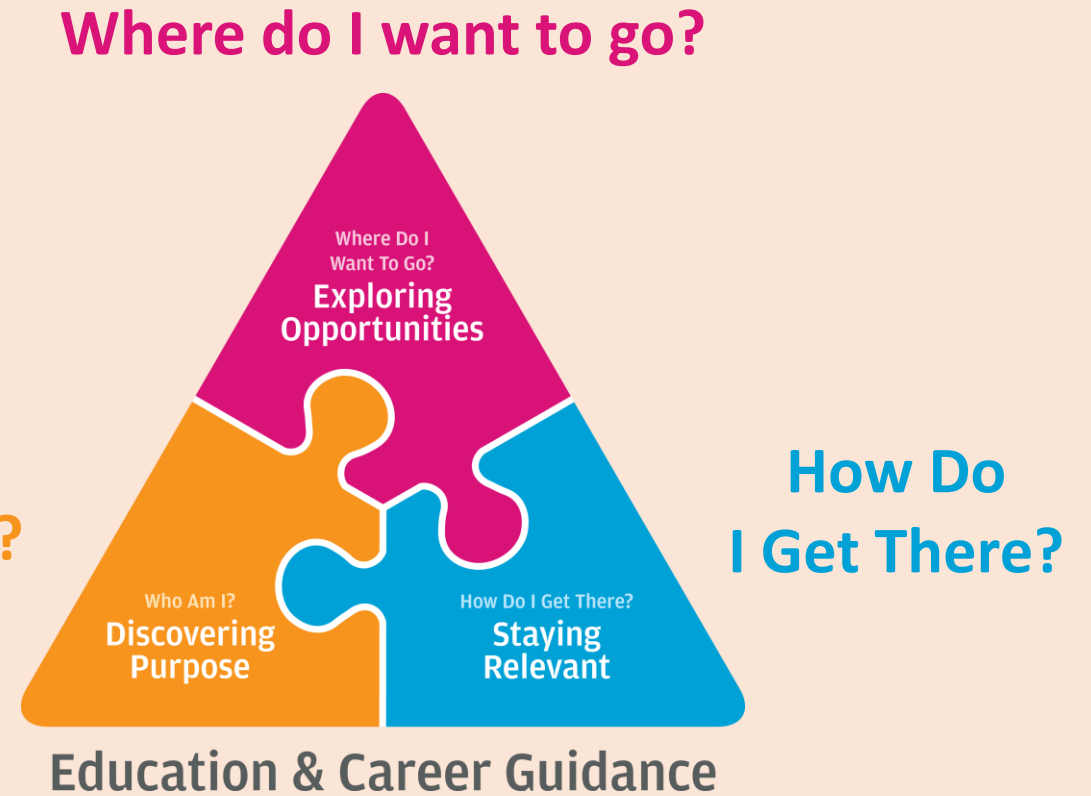 Where do I want to go?
Where Do I
Want To Go?
Exploring
Opportunities
How Do
I Get There?
?
Who Am I?
Discovering
Purpose
How Do I Get There?
Staying
Relevant
Education & Career Guidance